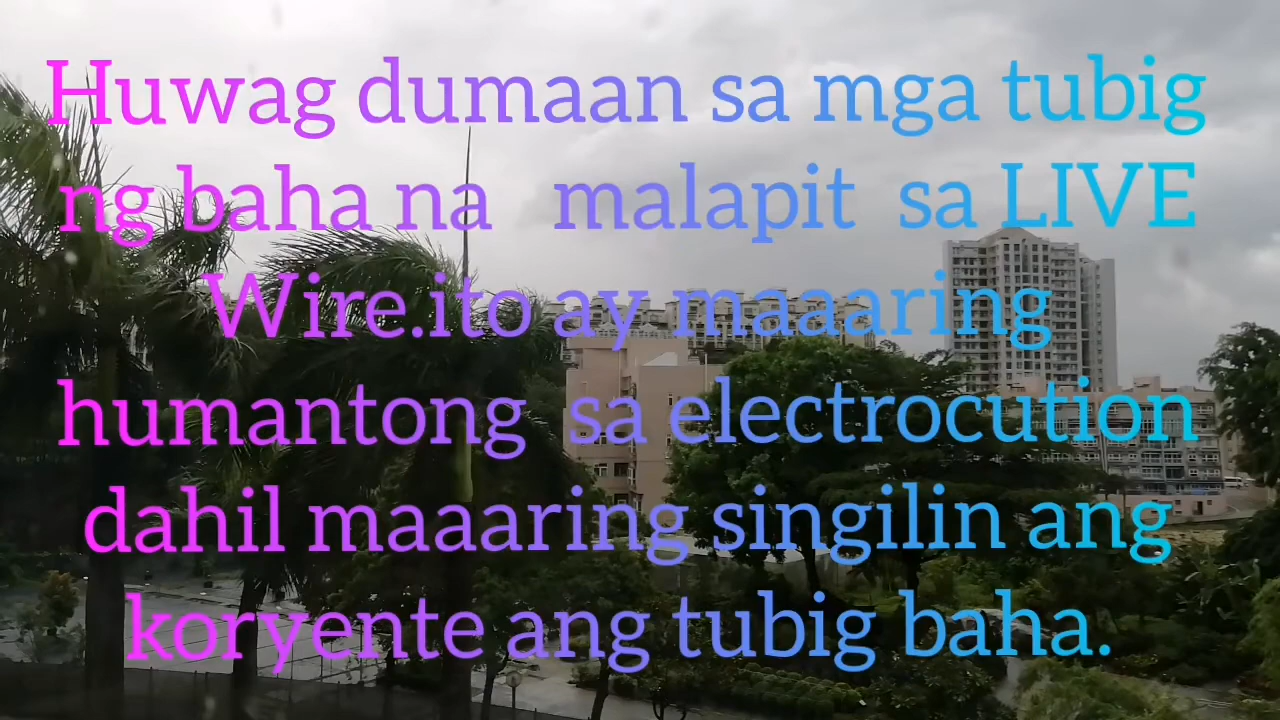 Huwag dumaan sa mga tubig
ng baha na malapit sa LIVE
Wire.ito ay maaaring
humantong sa electrocution
dahil maaaring singilin ang
koryente ang tubig baha.